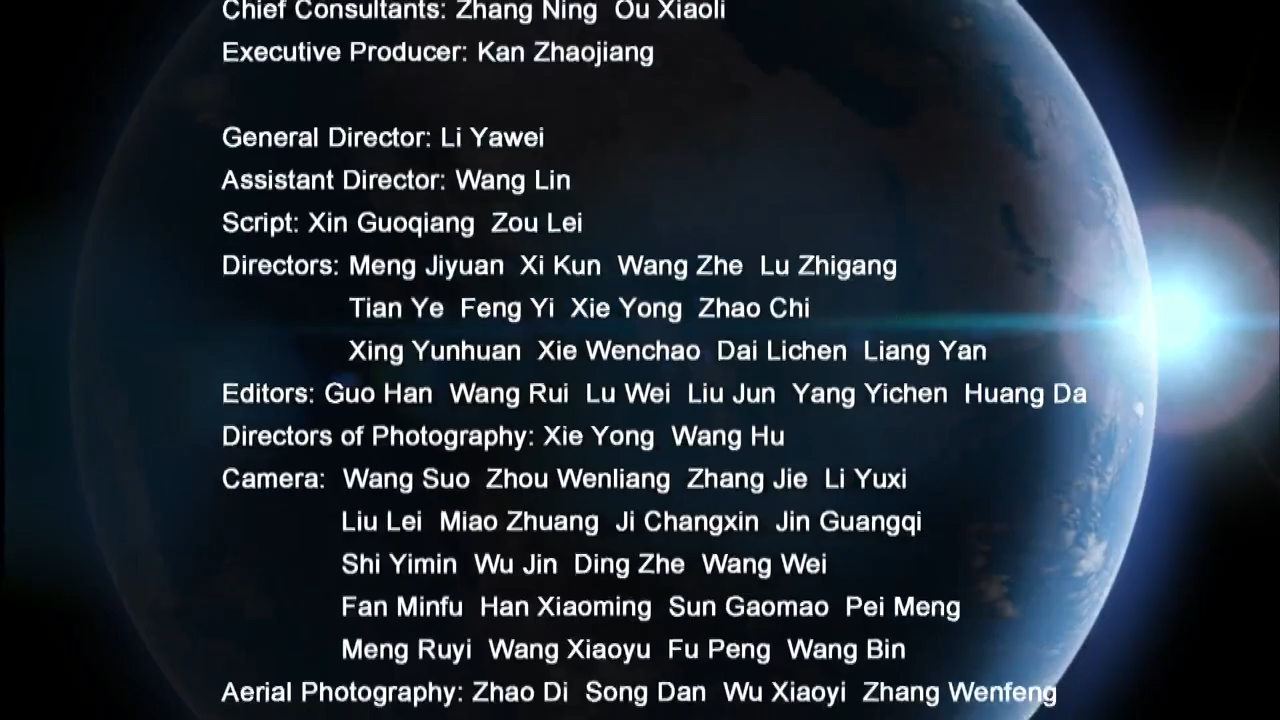 Chief Consultants: Zhang Ning  Ou Xiaoli
Executive Producer: Kan Zhaojiang
General Director: Li Yawei
Assistant Director: Wang Lin
Script: Xin Guoqiang  Zou Lei
Directors: Meng Jiyuan  Xi Kun  Wang Zhe  Lu Zhigang
Tian Ye  Feng Yi  Xie Yong  Zhao Chi
Xing Yunhuan  Xie Wenchao  Dai Lichen  Liang Yan
Editors: Guo Han  Wang Rui  Lu Wei  Liu Jun  Yang Yichen  Huang Da
Directors of Photography: Xie Yong  Wang Hu
Camera:  Wang Suo  Zhou Wenliang  Zhang Jie  Li Yuxi
Liu Lei  Miao Zhuang  Ji Changxin  Jin Guangqi
Shi Yimin  Wu Jin  Ding Zhe  Wang Wei
Fan Minfu  Han Xiaoming  Sun Gaomao  Pei Meng
Meng Ruyi  Wang Xiaoyu  Fu Peng  Wang Bin
Aerial Photography: Zhao Di  Song Dan  Wu Xiaoyi  Zhang Wenfeng